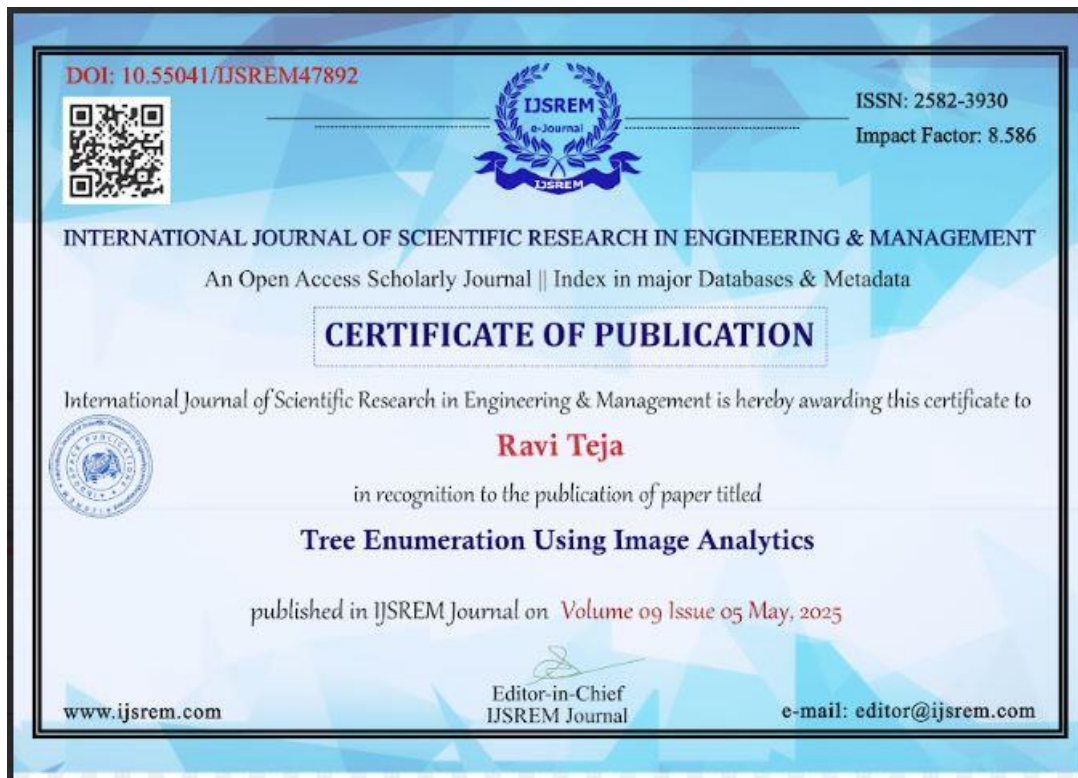 DOI: 10.55041/IJSREM47892
IJSREM
e-Journal
IJSREM
ISSN: 2582-3930
Impact Factor: 8.586
INTERNATIONAL JOURNAL OF SCIENTIFIC RESEARCH IN ENGINEERING & MANAGEMENT
An Open Access Scholarly Journal || Index in major Databases & Metadata
CERTIFICATE OF PUBLICATION
International Journal of Scientific Research in Engineering & Management is hereby awarding this certificate to
Ravi Teja
in recognition to the publication of paper titled
Tree Enumeration Using Image Analytics
published in IJSREM Journal on Volume 09 Issue 05 May, 2025
Editor-in-Chief
IJSREM Journal
www.ijsrem.com
e-mail: editor@ijsrem.com